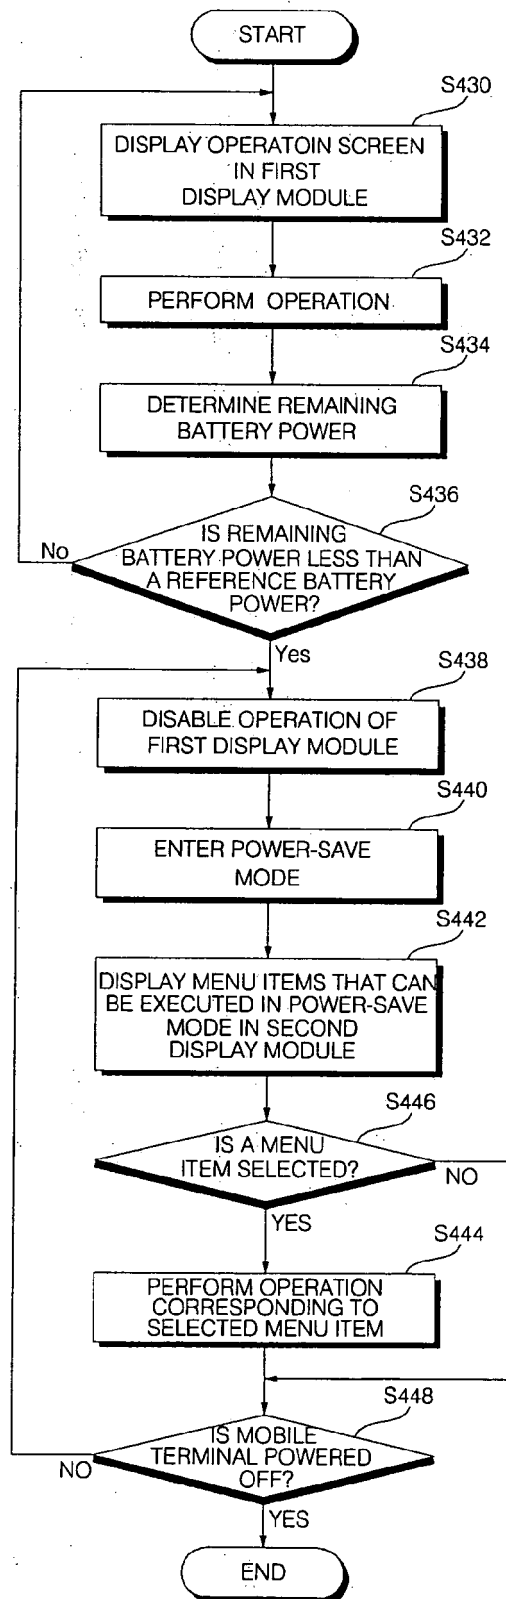 START
S430
DISPLAY OPERATOIN SCREEN
IN FIRST
DISPLAY MODULE
S432
PERFORM OPERATION
S434
DETERMINE REMAINING
BATTERY POWER
S436
IS REMAINING
BATTERY POWER LESS THAN
A REFERENCE BATTERY
POWER?
No
Yes
S438
DISABLE OPERATION OF
FIRST DISPLAY MODULE
S440
ENTER POWER-SAVE
MODE
S442
DISPLAY MENU ITEMS THAT CAN
BE EXECUTED IN POWER-SAVE
MODE IN SECOND
DISPLAY MODULE
S446
IS A MENU
ITEM SELECTED?
NO
YES
S444
PERFORM OPERATION
CORRESPONDING TO
SELECTED MENU ITEM
S448
IS MOBILE
TERMINAL POWERED
OFF?
NO
YES
END